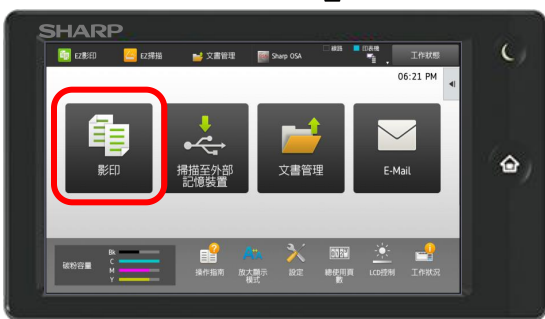 SHARP
EZ影印 EZ掃描 文書管理 Sharp OSA 線路 印表機 工作狀態
06:21 PM
影印 掃描至外部記憶裝置 文書管理 E-Mail
碳粉容量 Bk C M Y
操作指南 放大顯示模式 設定 總使用頁數 LCD控制 工作狀況